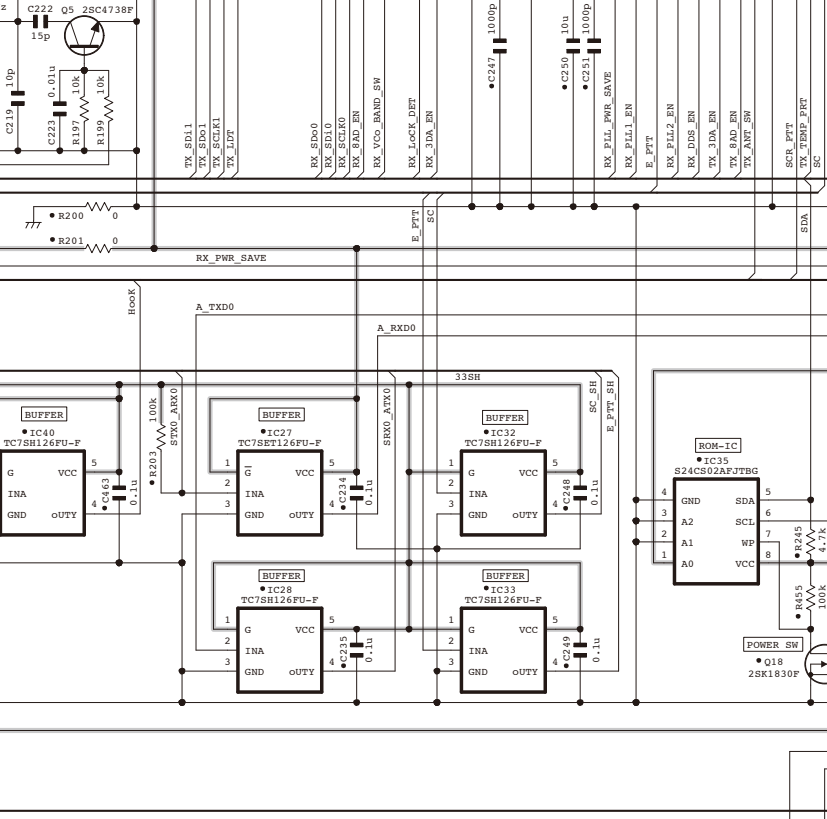 z
C222
Q5 2SC4738F
15p
10p
C219
0.01u
C223
10k
R197
10k
R199
TX_SDi1
TX_SDo1
TX_SCLK1
TX_LDT
RX_SDo0
RX_SDi0
RX_SCLK0
RX_8AD_EN
RX_VCo_BAND_SW
RX_LoCK_DET
RX_3DA_EN
1000p
C247
10u
C250
1000p
C251
RX_PLL_PWR_SAVE
RX_PLL1_EN
E_PTT
RX_PLL2_EN
RX_DDS_EN
TX_3DA_EN
TX_8AD_EN
TX_ANT_SW
SCR_PTT
TX_TEMP_PRT
SC
R200 0
R201 0
E_PTT
SC
SDA
RX_PWR_SAVE
HooK
A_TXD0
A_RXD0
33SH
BUFFER
IC40
TC7SH126FU-F
1 G VCC 5
INA
GND oUTY 4
C463
0.1u
100k
R203
STX0_ARX0
BUFFER
IC27
TC7SET126FU-F
1 G VCC 5
2 INA
3 GND oUTY 4
C234
0.1u
SRX0_ATX0
BUFFER
IC32
TC7SH126FU-F
1 G VCC 5
2 INA
3 GND oUTY 4
C248
0.1u
SC_SH
E_PTT_SH
ROM-IC
IC35
S24CS02AFJTBG
4 GND SDA 5
3 A2 SCL 6
2 A1 WP 7
1 A0 VCC 8
R245
4.7k
R455
100k
BUFFER
IC28
TC7SH126FU-F
1 G VCC 5
2 INA
3 GND oUTY 4
C235
0.1u
BUFFER
IC33
TC7SH126FU-F
1 G VCC 5
2 INA
3 GND oUTY 4
C249
0.1u
POWER SW
Q18
2SK1830F